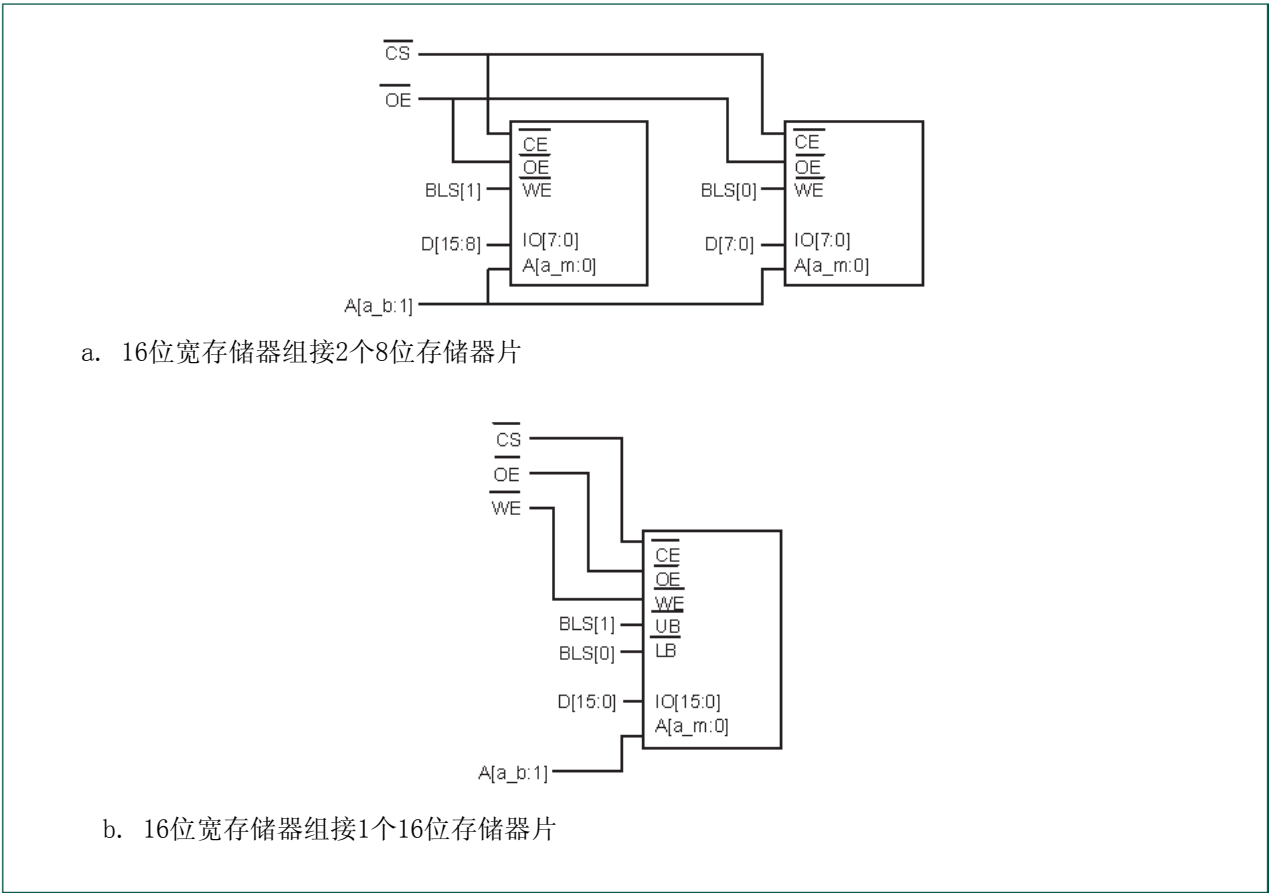 CS
OE
CE
OE
WE
BLS[1]
D[15:8]
IO[7:0]
A[a_m:0]
CE
OE
WE
BLS[0]
D[7:0]
IO[7:0]
A[a_m:0]
A[a_b:1]
a. 16位宽存储器组接2个8位存储器片
CS
OE
WE
CE
OE
WE
BLS[1]
UB
BLS[0]
LB
D[15:0]
IO[15:0]
A[a_m:0]
A[a_b:1]
b. 16位宽存储器组接1个16位存储器片